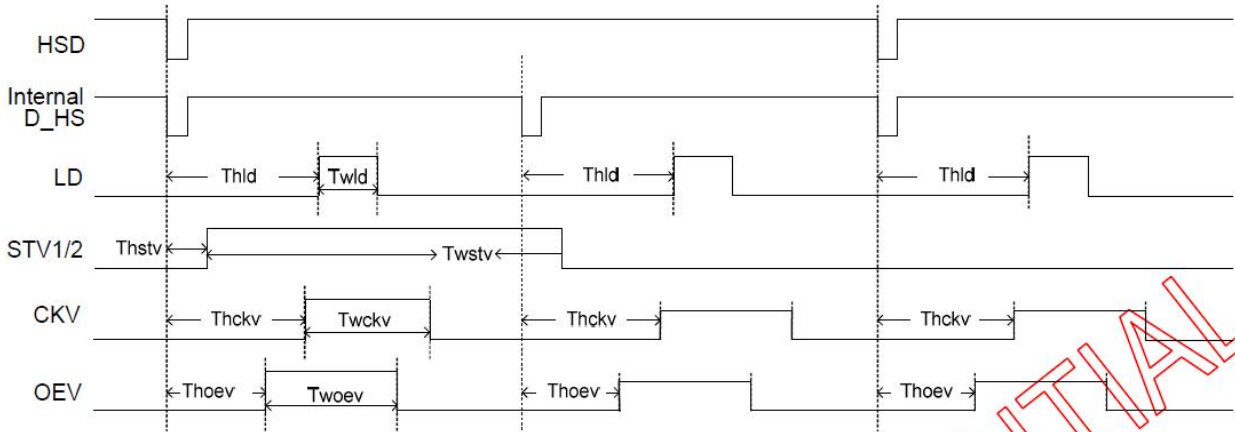 HSD
Internal
D_HS
LD
Thld
Twld
Thld
Thld
STV1/2
Thstv
Twstv
CKV
Thckv
Twckv
Thckv
Thckv
OEV
Thoev
Twoev
Thoev
Thoev